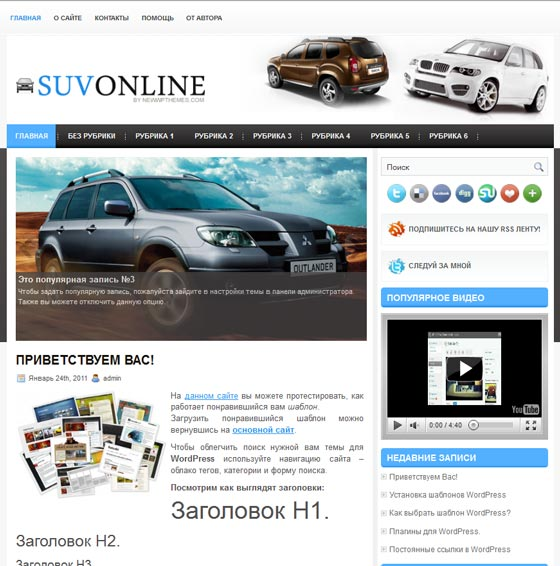 ГЛАВНАЯ О САЙТЕ КОНТАКТЫ ПОМОЩЬ ОТ АВТОРА
SUVONLINE
BY NEWWPTHEMES.COM
ГЛАВНАЯ БЕЗ РУБРИКИ РУБРИКА 1 РУБРИКА 2 РУБРИКА 3 РУБРИКА 4 РУБРИКА 5 РУБРИКА 6
OUTLANDER
Это популярная запись №3
Чтобы задать популярную запись, пожалуйста зайдите в настройки темы в панели администратора.
Также вы можете отключить данную опцию.
ПРИВЕТСТВУЕМ ВАС!
Январь 24th, 2011 admin
На данном сайте вы можете протестировать, как
работает понравившийся вам шаблон.
Загрузить понравившийся шаблон можно
вернувшись на основной сайт.
Чтобы облегчить поиск нужной вам темы для
WordPress используйте навигацию сайта –
облако тегов, категории и форму поиска.
Посмотрим как выглядят заголовки:
Заголовок H1.
Заголовок H2.
Заголовок H3.
Поиск
facebook
digg
ПОДПИШИТЕСЬ НА НАШУ RSS ЛЕНТУ!
СЛЕДУЙ ЗА МНОЙ
ПОПУЛЯРНОЕ ВИДЕО
YouTube
0:00 / 4:40
НЕДАВНИЕ ЗАПИСИ
Приветствуем Вас!
Установка шаблонов WordPress
Как выбрать шаблон WordPress?
Плагины для WordPress.
Постоянные ссылки в WordPress